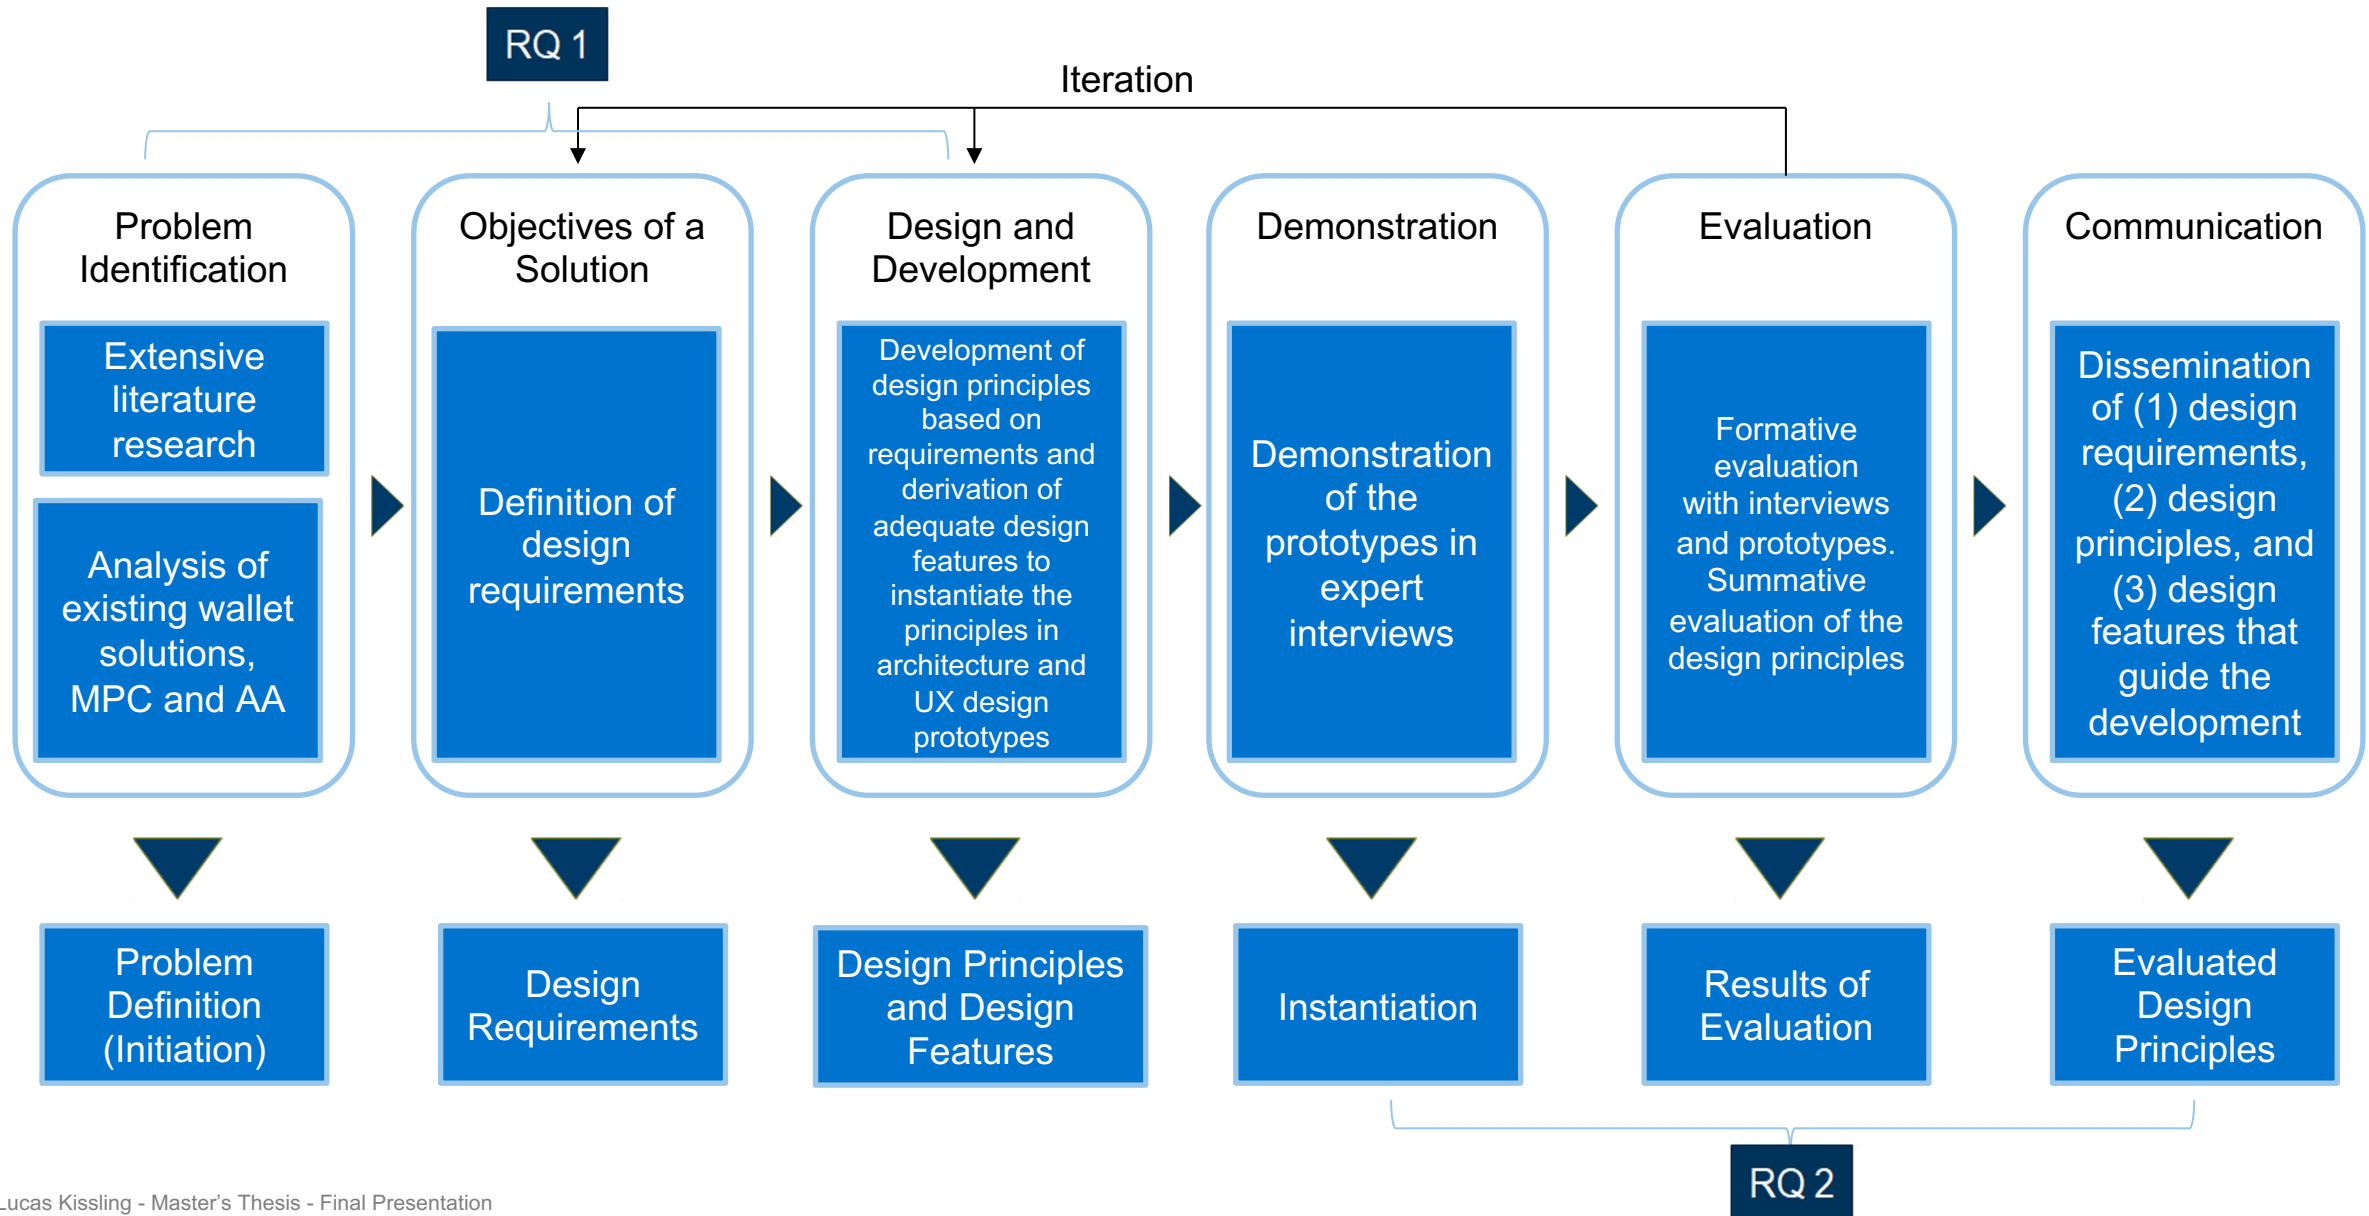 RQ 1
Iteration
Problem
Identification
Extensive
literature
research
Analysis of
existing wallet
solutions,
MPC and AA
Objectives of a
Solution
Definition of
design
requirements
Design and
Development
Development of
design principles
based on
requirements and
derivation of
adequate design
features to
instantiate the
principles in
architecture and
UX design
prototypes
Demonstration
Demonstration
of the
prototypes in
expert
interviews
Evaluation
Formative
evaluation
with interviews
and prototypes.
Summative
evaluation of the
design principles
Communication
Dissemination
of (1) design
requirements,
(2) design
principles, and
(3) design
features that
guide the
development
Problem
Definition
(Initiation)
Design
Requirements
Design Principles
and Design
Features
Instantiation
Results of
Evaluation
Evaluated
Design
Principles
RQ 2
Lucas Kissling - Master's Thesis - Final Presentation